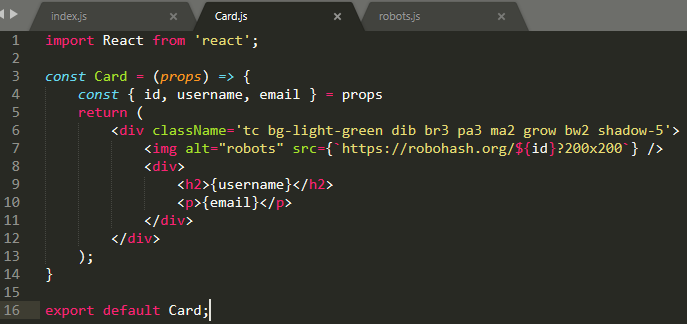 index.js × Card.js × robots.js ×
1 import React from 'react';
2
3 const Card = (props) => {
4     const { id, username, email } = props
5     return (
6         <div className='tc bg-light-green dib br3 pa3 ma2 grow bw2 shadow-5'>
7             <img alt="robots" src={`https://robohash.org/${id}?200x200`} />
8             <div>
9                 <h2>{username}</h2>
10                 <p>{email}</p>
11             </div>
12         </div>
13     );
14 }
15
16 export default Card;